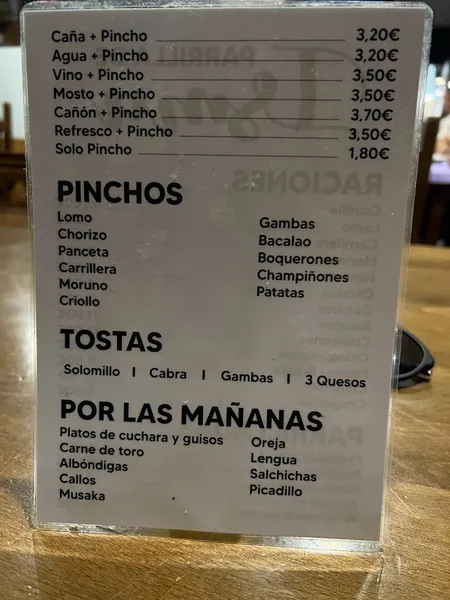 Caña + Pincho 3,20€
Agua + Pincho 3,20€
Vino + Pincho 3,50€
Mosto + Pincho 3,50€
Cañón + Pincho 3,70€
Refresco + Pincho 3,50€
Solo Pincho 1,80€
PINCHOS
Lomo
Chorizo
Panceta
Carrillera
Moruno
Criollo
Gambas
Bacalao
Boquerones
Champiñones
Patatas
TOSTAS
Solomillo | Cabra | Gambas | 3 Quesos
POR LAS MAÑANAS
Platos de cuchara y guisos
Carne de toro
Albóndigas
Callos
Musaka
Oreja
Lengua
Salchichas
Picadillo